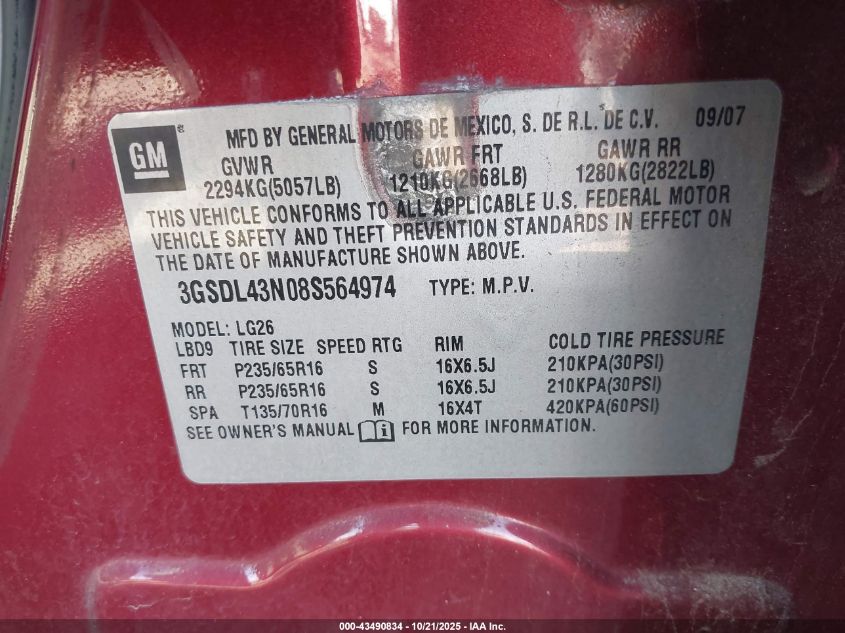 GM ® MFD BY GENERAL MOTORS DE MEXICO, S. DE R.L. DE C.V. 09/07
GVWR GAWR FRT GAWR RR
2294KG(5057LB) 1210KG(2668LB) 1280KG(2822LB)
THIS VEHICLE CONFORMS TO ALL APPLICABLE U.S. FEDERAL MOTOR
VEHICLE SAFETY AND THEFT PREVENTION STANDARDS IN EFFECT ON
THE DATE OF MANUFACTURE SHOWN ABOVE.
3GSDL43N08S564974 TYPE: M.P.V.
MODEL: LG26
LBD9 TIRE SIZE SPEED RTG RIM COLD TIRE PRESSURE
FRT P235/65R16 S 16X6.5J 210KPA(30PSI)
RR P235/65R16 S 16X6.5J 210KPA(30PSI)
SPA T135/70R16 M 16X4T 420KPA(60PSI)
SEE OWNER'S MANUAL FOR MORE INFORMATION.
000-43490834 - 10/21/2025 - IAA Inc.